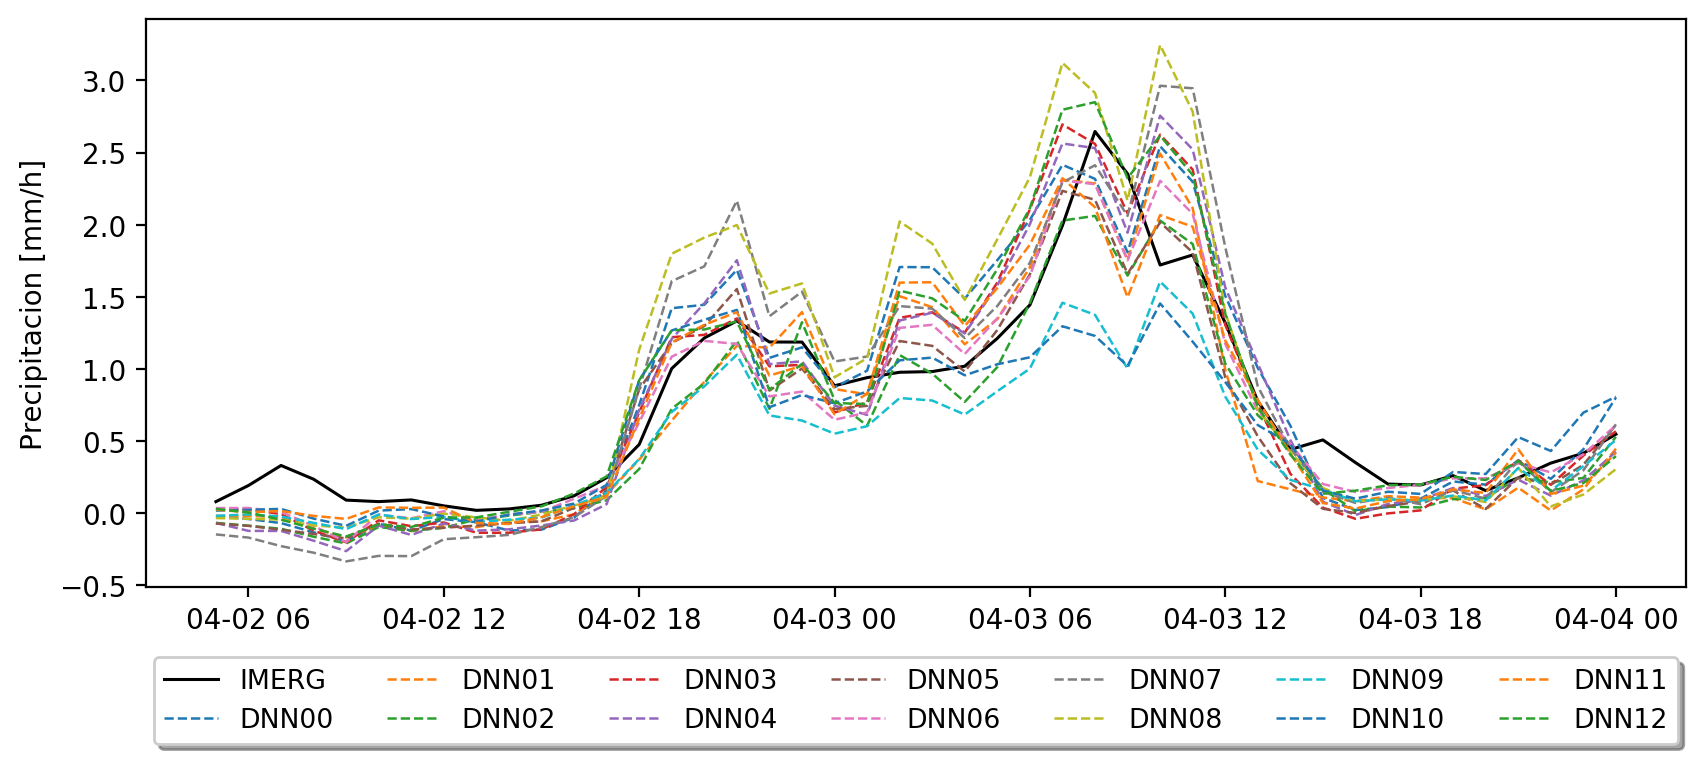 Precipitacion [mm/h]
3.0
2.5
2.0
1.5
1.0
0.5
0.0
−0.5
04-02 06 04-02 12 04-02 18 04-03 00 04-03 06 04-03 12 04-03 18 04-04 00
IMERG DNN01 DNN03 DNN05 DNN07 DNN09 DNN11
DNN00 DNN02 DNN04 DNN06 DNN08 DNN10 DNN12